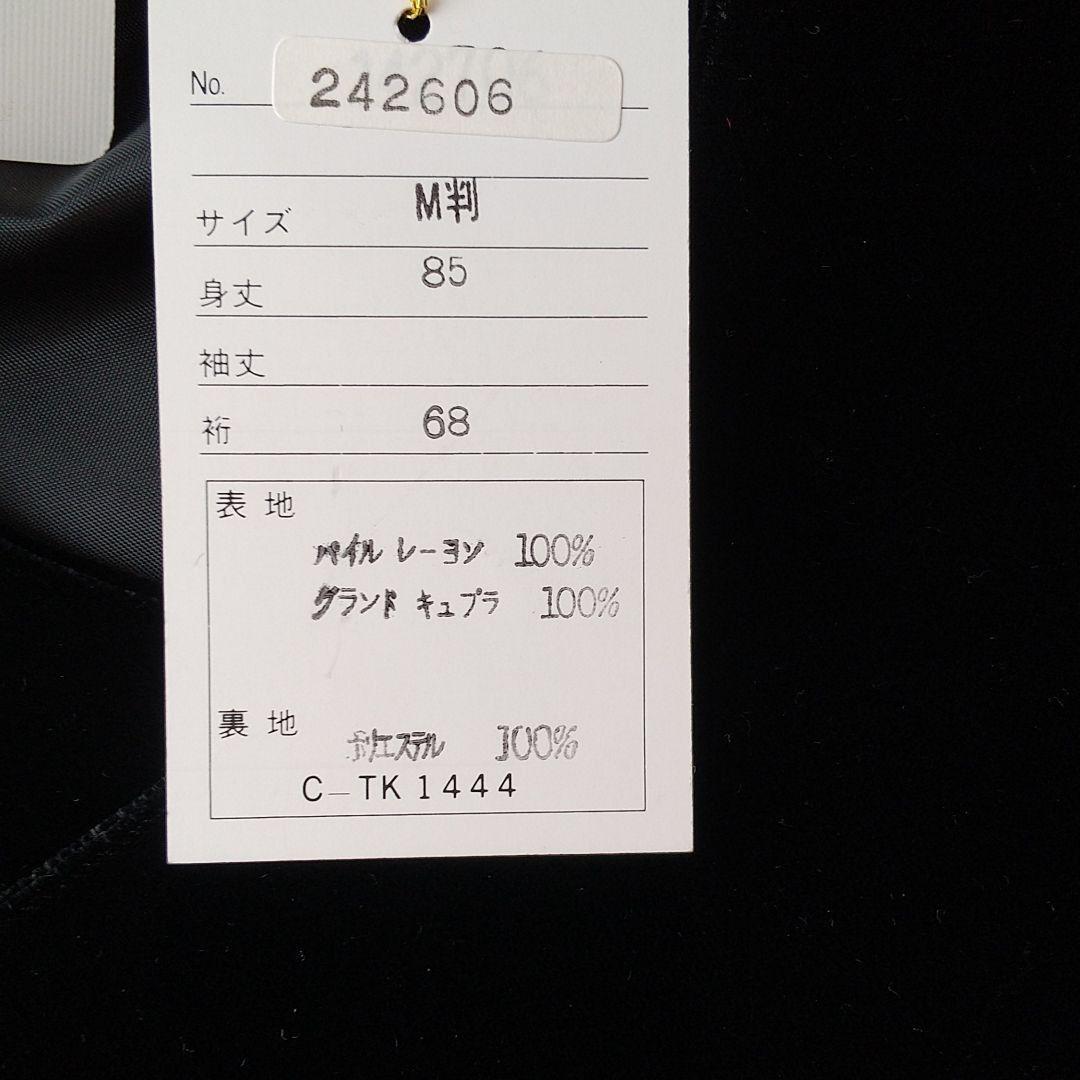 No. 242606
サイズ M判
身丈 85
袖丈
裄 68
表地
パイル レーヨン 100%
グランド キュプラ 100%
裏地
ポリエステル 100%
C-TK1444